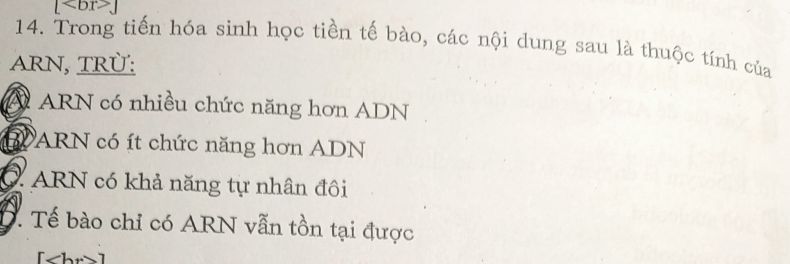 [<br>]
14. Trong tiến hóa sinh học tiền tế bào, các nội dung sau là thuộc tính của
ARN, TRỪ:
A. ARN có nhiều chức năng hơn ADN
B. ARN có ít chức năng hơn ADN
C. ARN có khả năng tự nhân đôi
D. Tế bào chỉ có ARN vẫn tồn tại được
[<br>]